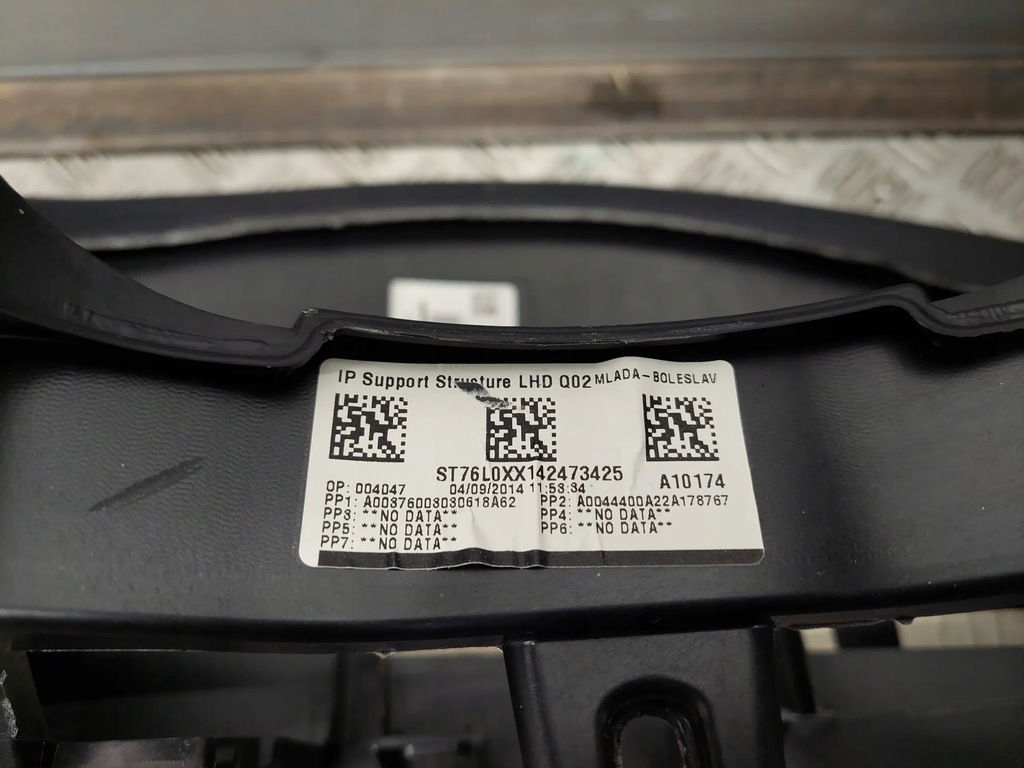 IP Support Structure LHD Q02 MLADA-BOLESLAV
ST76L0XX142473425
A10174
OP: 004047 04/09/2014 11:53:34
PP1: A00376003030618A62 PP2: A0044400A22A178767
PP3: **NO DATA** PP4: **NO DATA**
PP5: **NO DATA** PP6: **NO DATA**
PP7: **NO DATA**